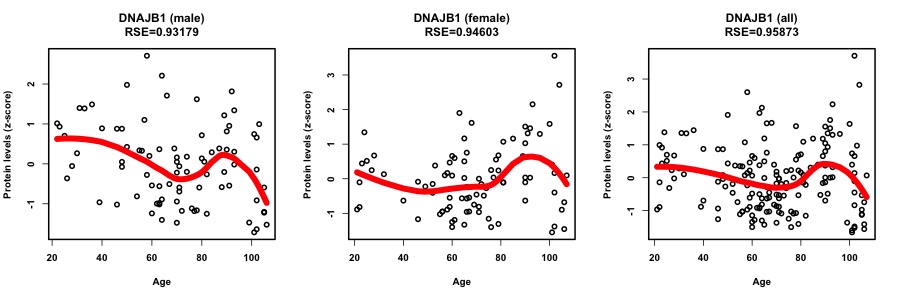 DNAJB1 (male)
RSE=0.93179
Protein levels (z-score)
2
1
0
-1
20 40 60 80 100
Age
DNAJB1 (female)
RSE=0.94603
Protein levels (z-score)
3
2
1
0
-1
20 40 60 80 100
Age
DNAJB1 (all)
RSE=0.95873
Protein levels (z-score)
3
2
1
0
-1
20 40 60 80 100
Age